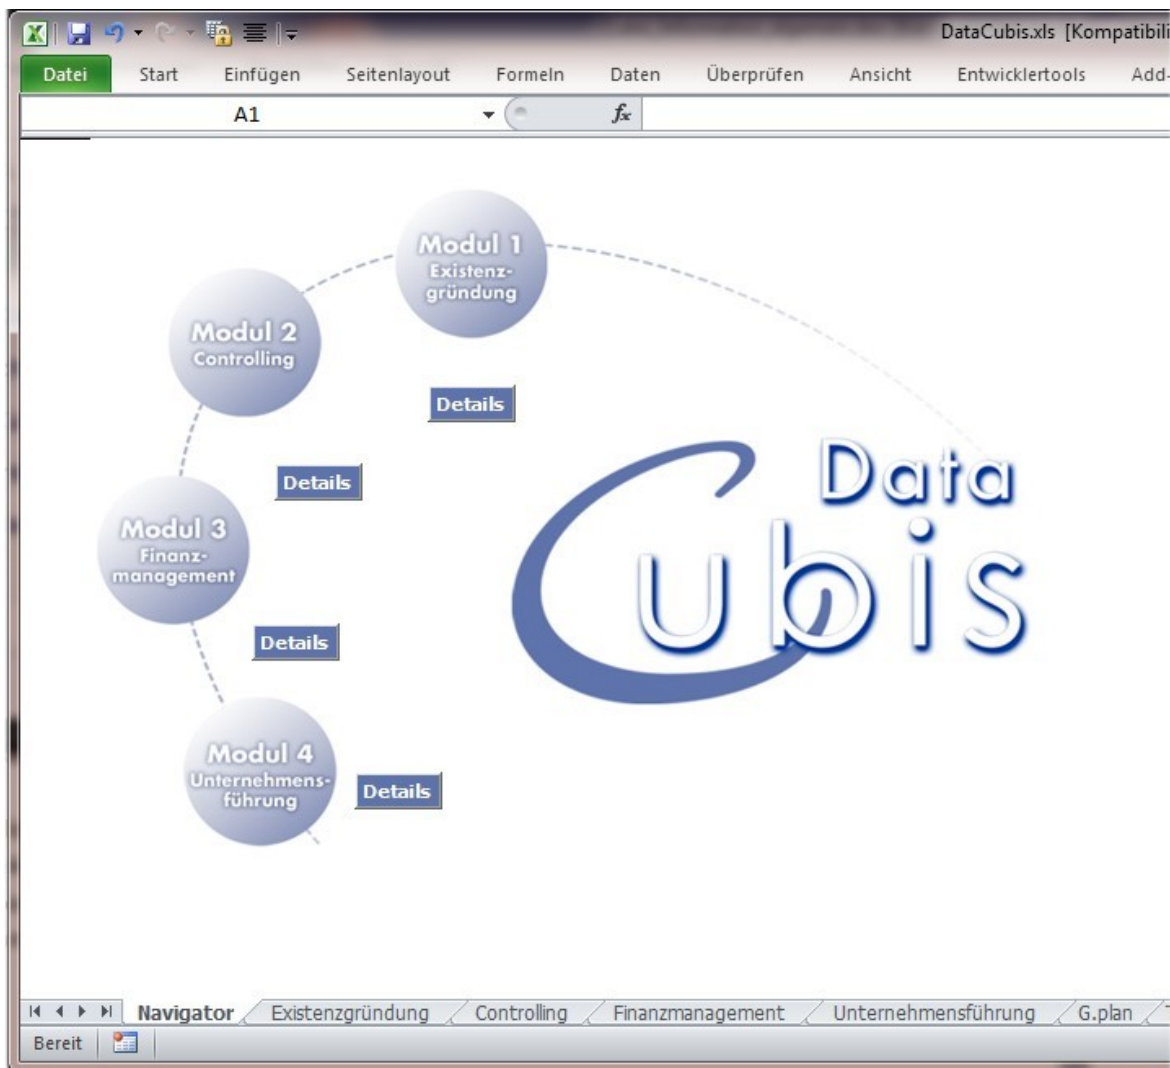 DataCubis.xls [Kompatibili
Datei Start Einfügen Seitenlayout Formeln Daten Überprüfen Ansicht Entwicklertools Add-
A1 fx
Modul 1
Existenz-
gründung
Details
Modul 2
Controlling
Details
Modul 3
Finanz-
management
Details
Modul 4
Unternehmens-
führung
Details
Data
Cubis
Navigator Existenzgründung Controlling Finanzmanagement Unternehmensführung G.plan
Bereit